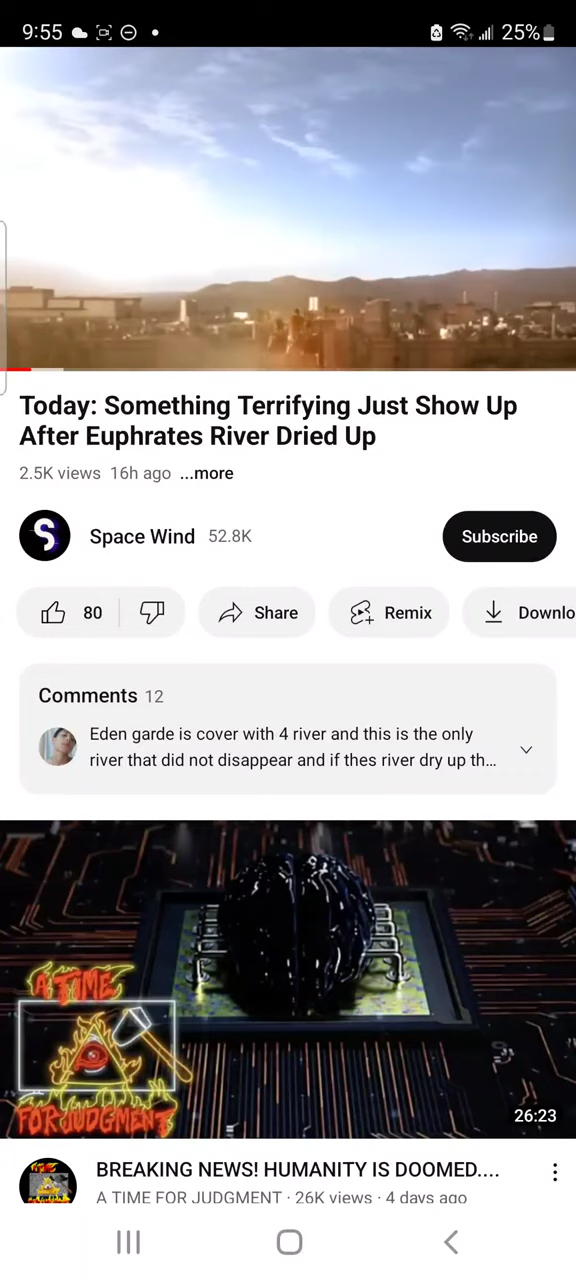 9:55
25%
Today: Something Terrifying Just Show Up
After Euphrates River Dried Up
2.5K views 16h ago ...more
Space Wind 52.8K
Subscribe
80
Share
Remix
Downlo
Comments 12
Eden garde is cover with 4 river and this is the only
river that did not disappear and if thes river dry up th...
A TIME
FOR JUDGMENT
26:23
BREAKING NEWS! HUMANITY IS DOOMED....
A TIME FOR JUDGMENT · 26K views · 4 days ago